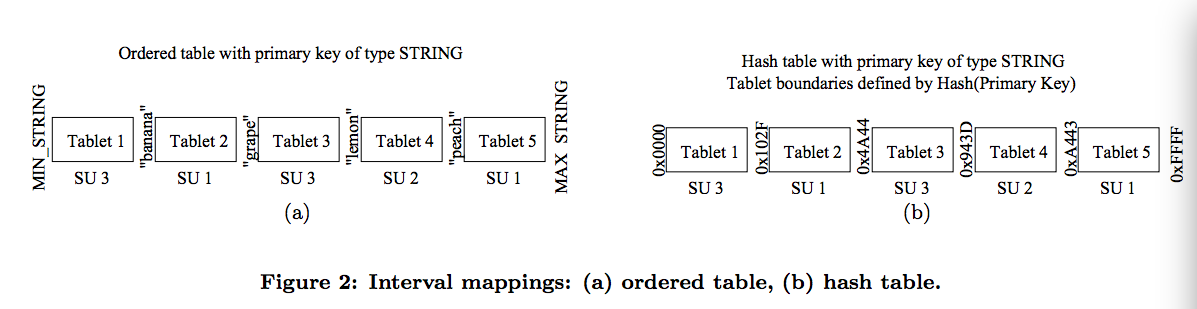 Ordered table with primary key of type STRING
MIN_STRING
Tablet 1
"banana"
Tablet 2
"grape"
Tablet 3
"lemon"
Tablet 4
"peach"
Tablet 5
MAX STRING
SU 3
SU 1
SU 3
SU 2
SU 1
(a)
Hash table with primary key of type STRING
Tablet boundaries defined by Hash(Primary Key)
0x0000
Tablet 1
0x102F
Tablet 2
0x4A44
Tablet 3
0x943D
Tablet 4
0xA443
Tablet 5
0xFFFF
SU 3
SU 1
SU 3
SU 2
SU 1
(b)
Figure 2: Interval mappings: (a) ordered table, (b) hash table.